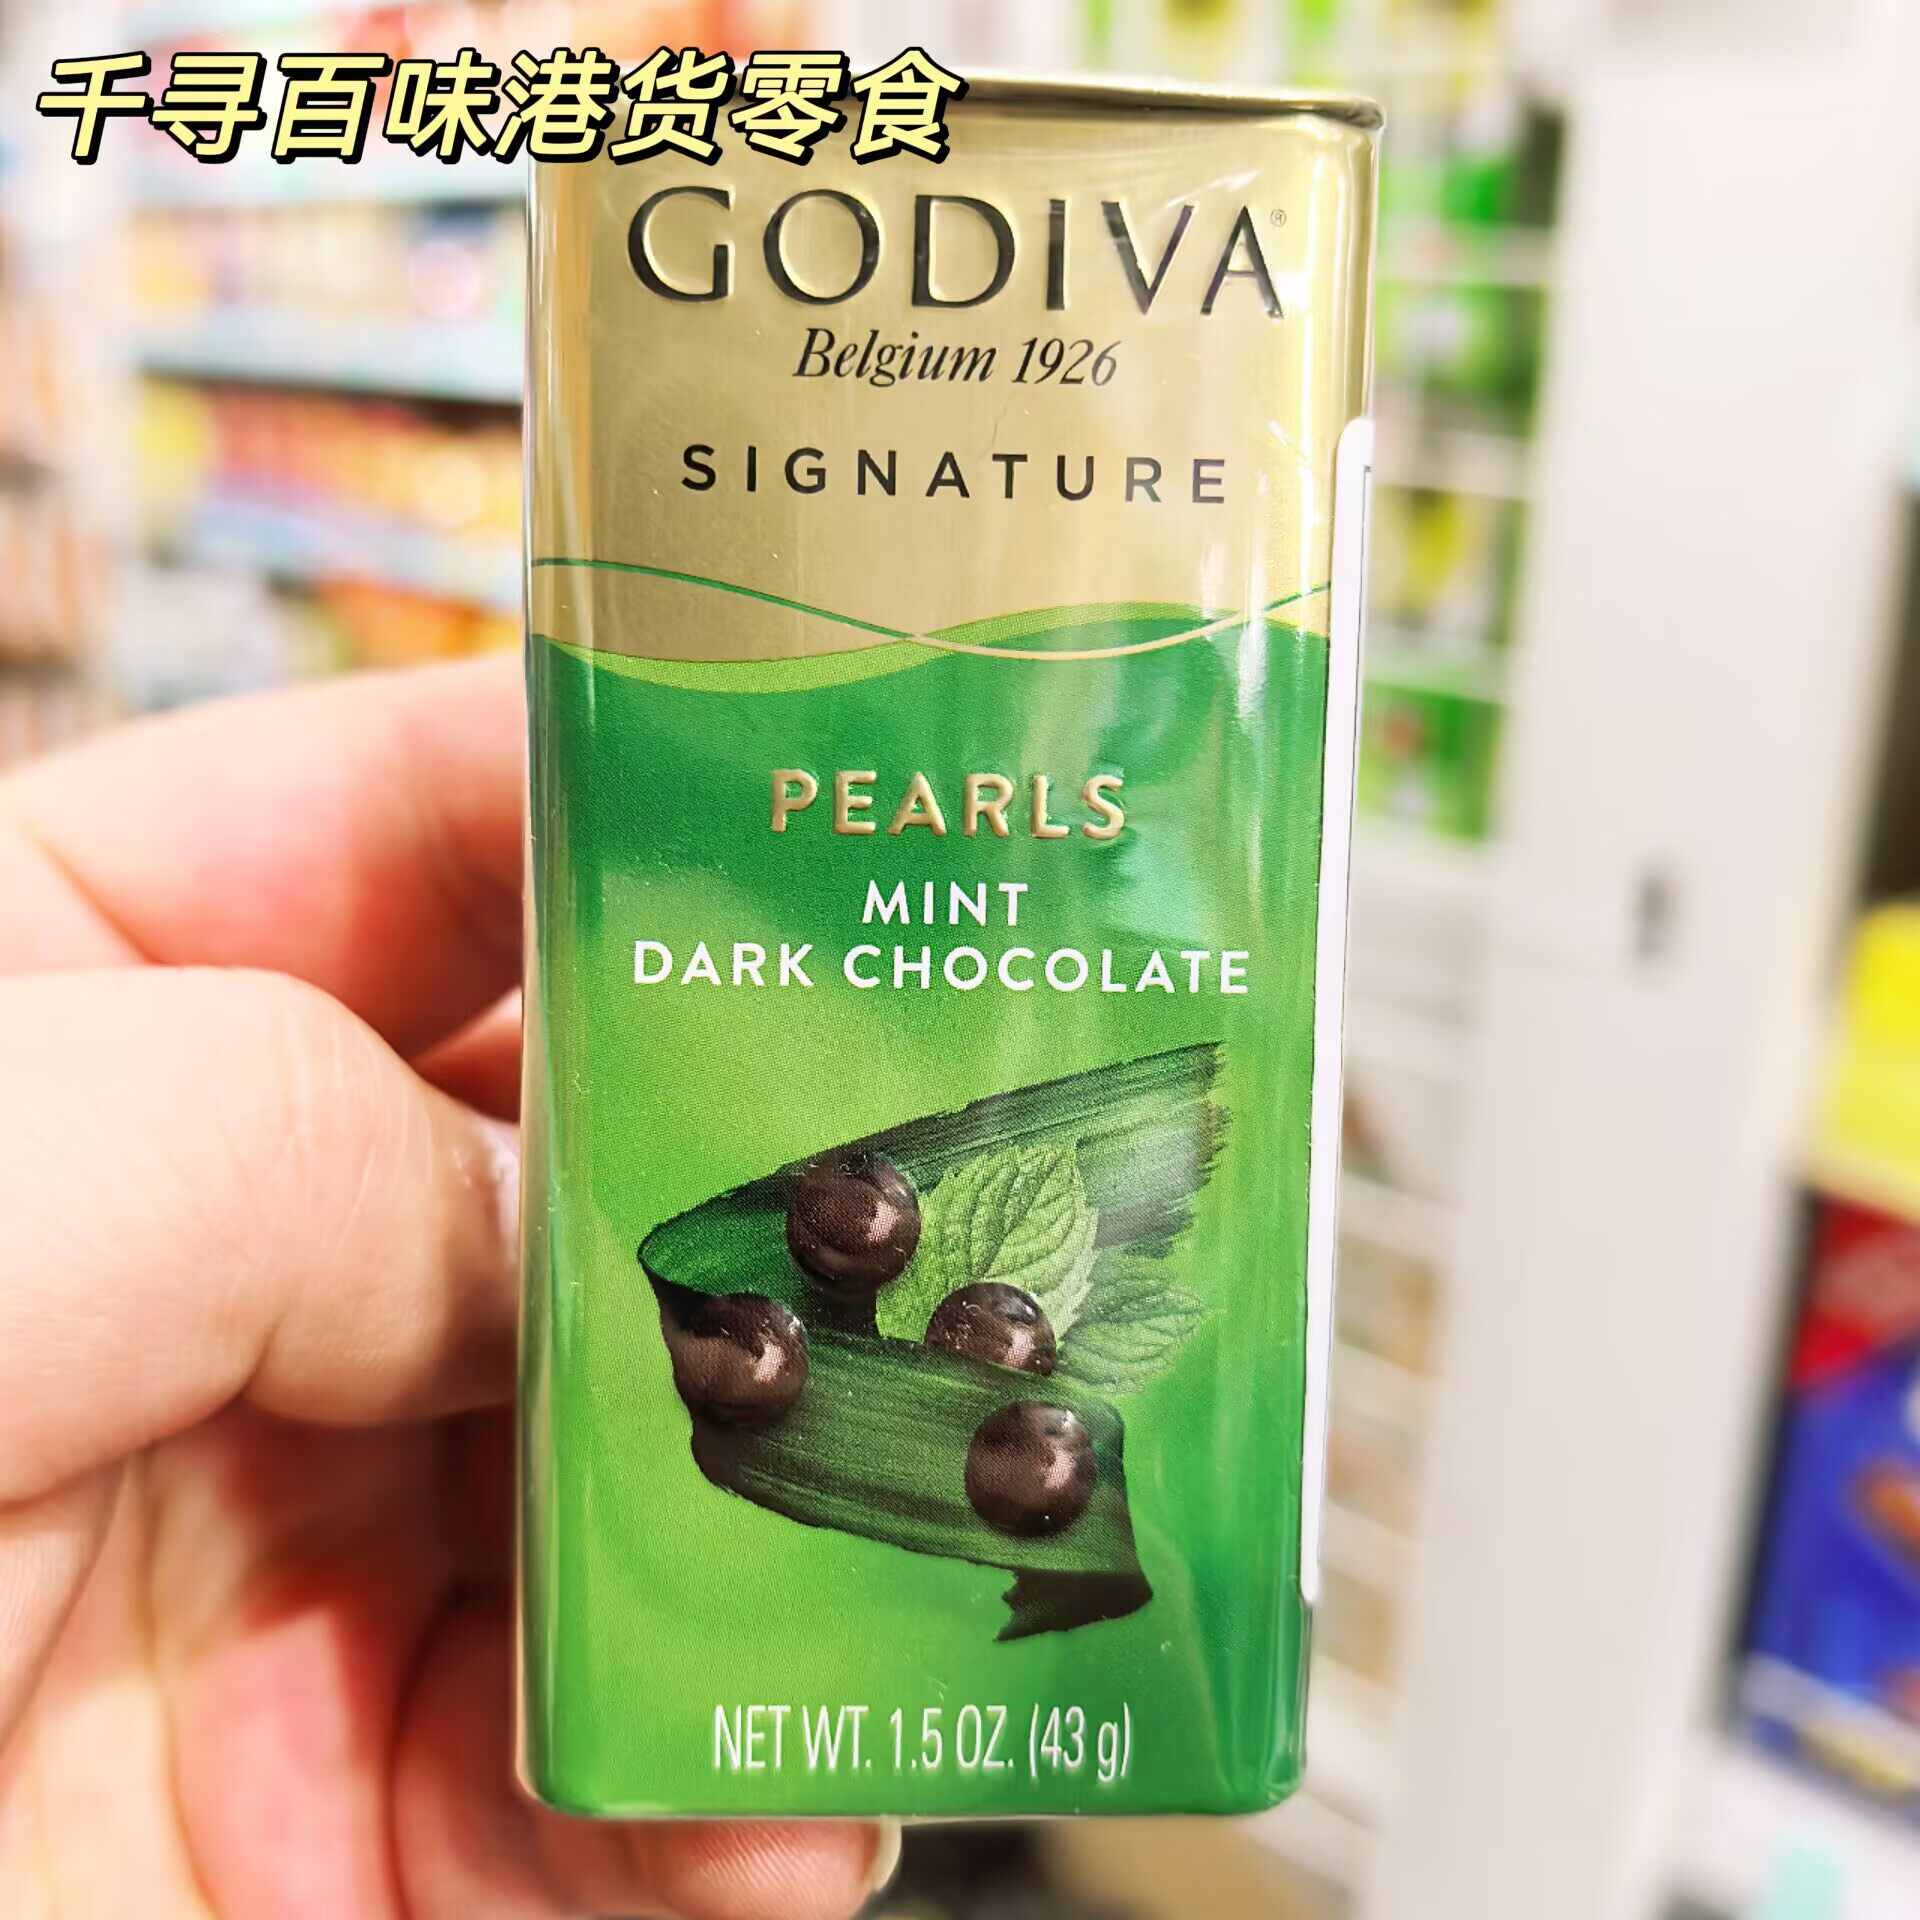 千寻百味港货零食
GODIVA®
Belgium 1926
SIGNATURE
PEARLS
MINT
DARK CHOCOLATE
NET WT. 1.5 OZ. (43 g)